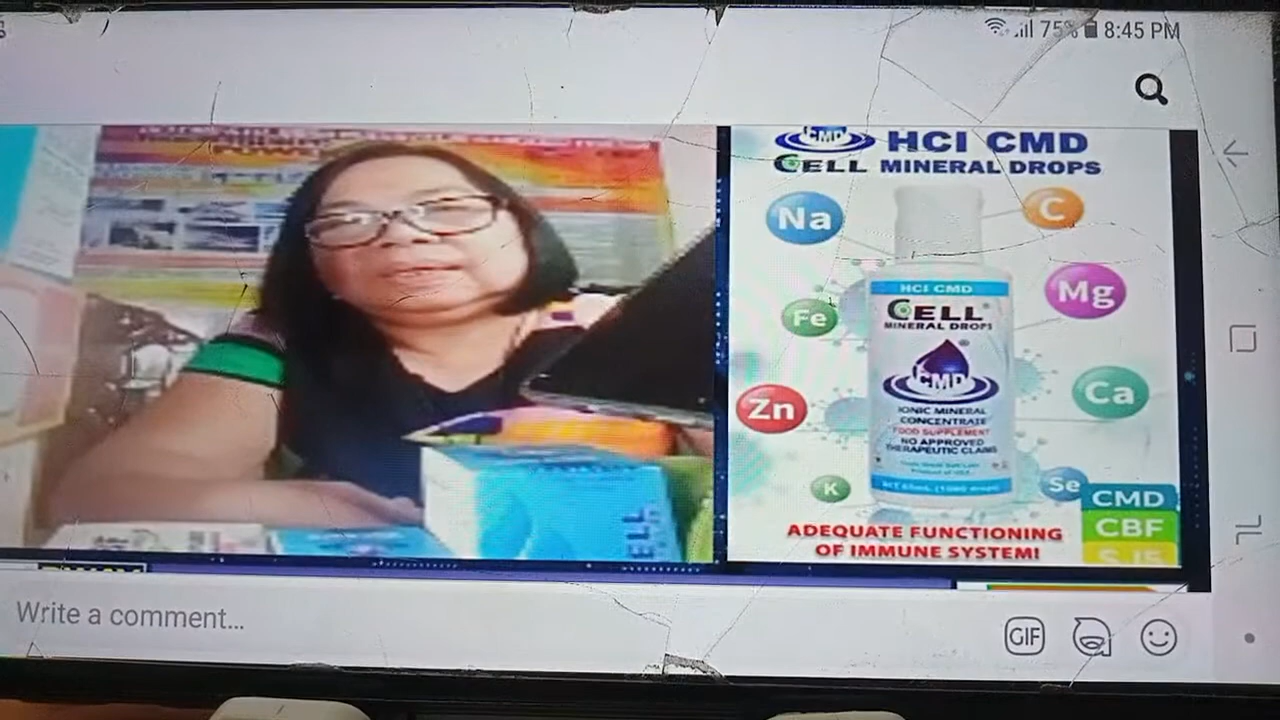 75% 8:45 PM
CMD HCI CMD
CELL MINERAL DROPS
Na
C
HCI CMD
Mg
Fe
CELL
MINERAL DROPS
CMD
Ca
Zn
IONIC MINERAL
CONCENTRATE
FOOD SUPPLEMENT
NO APPROVED
THERAPEUTIC CLAIMS
K
Se
CMD
CBF
ADEQUATE FUNCTIONING
OF IMMUNE SYSTEM!
Write a comment...
GIF